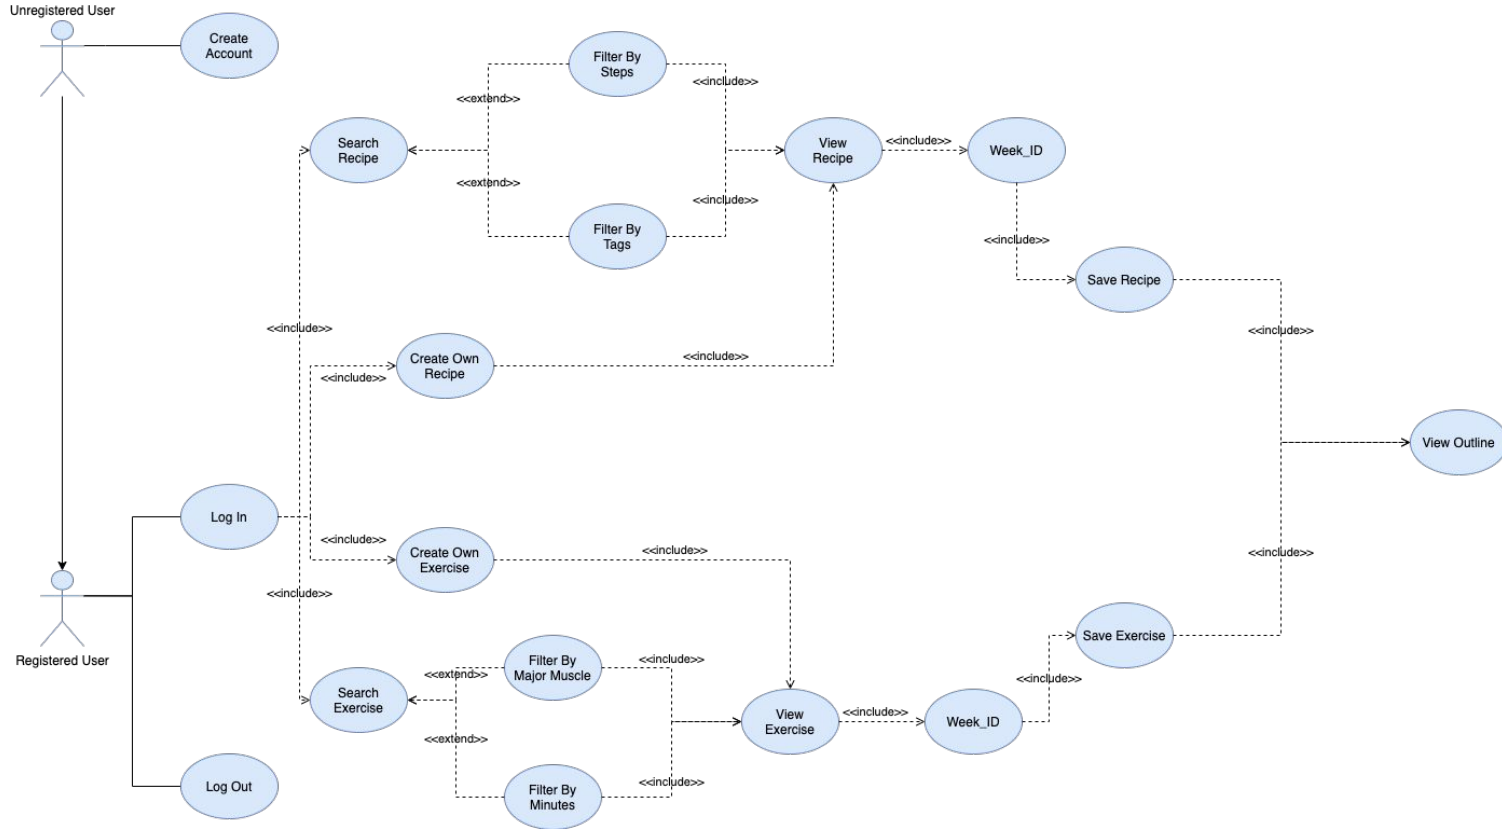 Unregistered User
Create
Account
Filter By
Steps
<<include>>
<<extend>>
Search
Recipe
View
Recipe
<<include>>
Week_ID
<<extend>>
<<include>>
Filter By
Tags
<<include>>
Save Recipe
<<include>>
<<include>>
Create Own
Recipe
<<include>>
<<include>>
View Outline
Log In
<<include>>
Create Own
Exercise
<<include>>
<<include>>
<<include>>
Registered User
Save Exercise
Filter By
Major Muscle
<<include>>
<<extend>>
<<include>>
Search
Exercise
View
Exercise
<<include>>
Week_ID
<<extend>>
<<include>>
Log Out
Filter By
Minutes